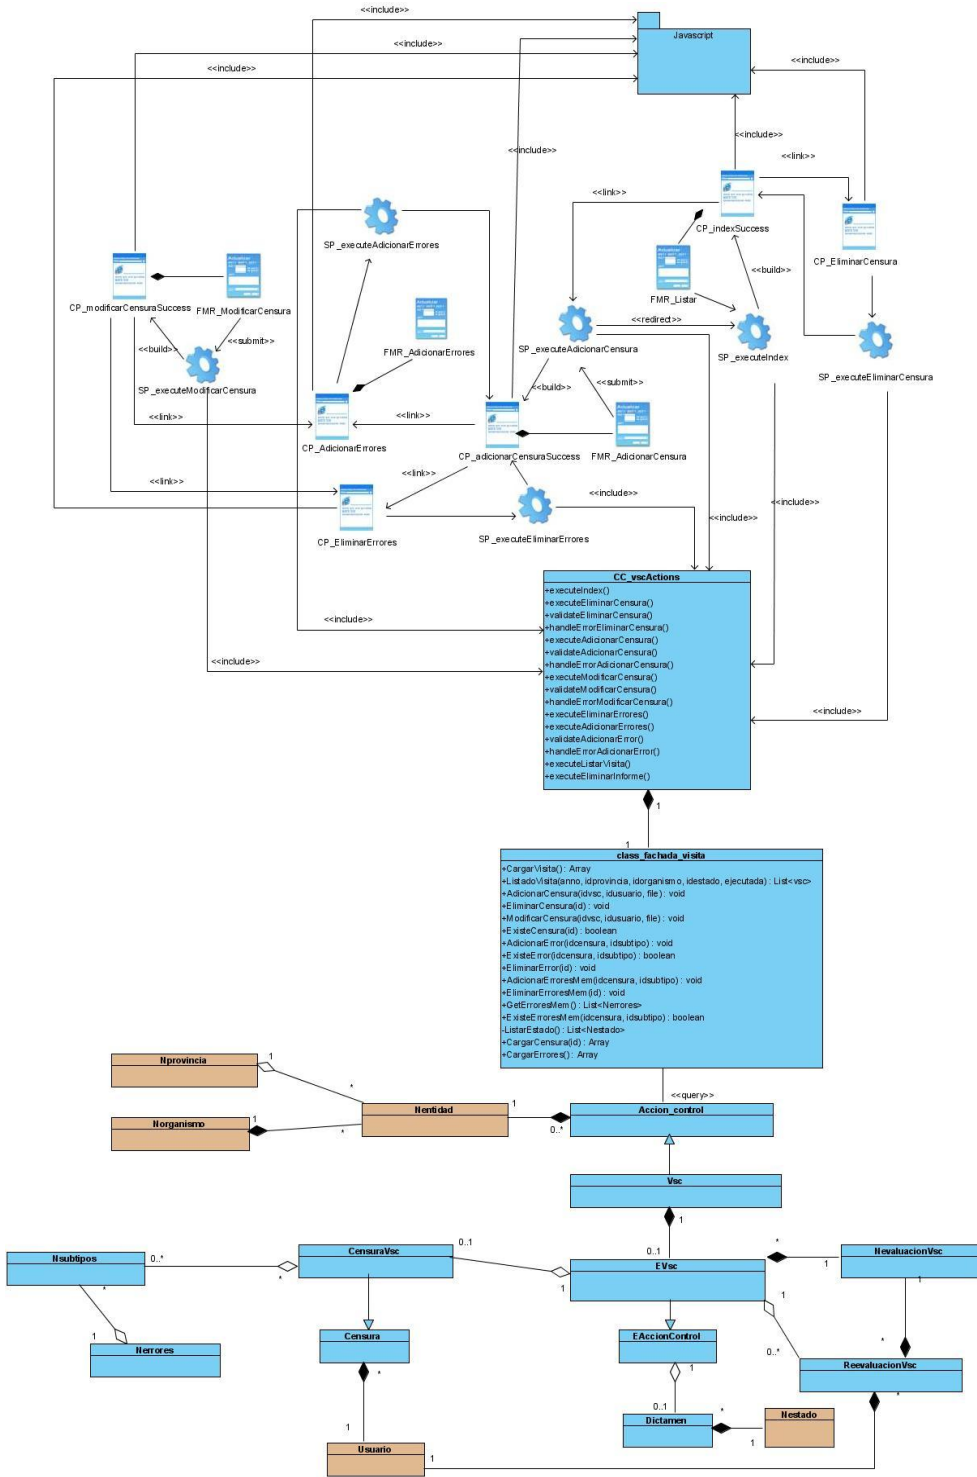 <<include>>
Javascript
<<include>>
<<include>>
<<include>>
<<include>>
<<include>>
<<link>>
<<link>>
CP_indexSuccess
SP_executeAdicionarErrores
CP_EliminarCensura
<<build>>
CP_modificarCensuraSuccess
FMR_ModificarCensura
FMR_Listar
<<redirect>>
<<build>>
<<submit>>
FMR_AdicionarErrores
SP_executeAdicionarCensura
SP_executeIndex
SP_executeModificarCensura
SP_executeEliminarCensura
<<build>>
<<submit>>
<<link>>
<<link>>
CP_AdicionarErrores
CP_adicionarCensuraSuccess
FMR_AdicionarCensura
<<link>>
<<link>>
<<include>>
CP_EliminarErrores
SP_executeEliminarErrores
<<include>>
<<include>>
CC_vscActions
+executeIndex()
+executeEliminarCensura()
+validateEliminarCensura()
+handleErrorEliminarCensura()
+executeAdicionarCensura()
+validateAdicionarCensura()
+handleErrorAdicionarCensura()
+executeModificarCensura()
+validateModificarCensura()
+handleErrorModificarCensura()
+executeEliminarErrores()
+executeAdicionarErrores()
+validateAdicionarError()
+handleErrorAdicionarError()
+executeListarVisita()
+executeEliminarInforme()
<<include>>
<<include>>
<<include>>
1
1
class_fachada_visita
+CargarVisita() : Array
+ListadoVisita(anno, idprovincia, idorganismo, idestado, ejecutada) : List<vsc>
+AdicionarCensura(idvsc, idusuario, file) : void
+EliminarCensura(id) : void
+ModificarCensura(idvsc, idusuario, file) : void
+ExisteCensura(id) : boolean
+AdicionarError(idcensura, idsubtipo) : void
+ExisteError(idcensura, idsubtipo) : boolean
+EliminarError(id) : void
+AdicionarErroresMem(idcensura, idsubtipo) : void
+EliminarErroresMem(id) : void
+GetErroresMem() : List<Nerrores>
+ExisteErroresMem(idcensura, idsubtipo) : boolean
-ListarEstado() : List<Nestado>
+CargarCensura(id) : Array
+CargarErrores() : Array
Nprovincia
1
*
<<query>>
Nentidad
1
0..*
Accion_control
Norganismo
1
*
Vsc
1
0..1
Nsubtipos
0..*
*
CensuraVsc
0..1
1
EVsc
*
1
NevaluacionVsc
1
*
1
Nerrores
Censura
*
1
EAccionControl
1
0..1
1
0..*
*
ReevaluacionVsc
*
Dictamen
*
1
Nestado
Usuario
1